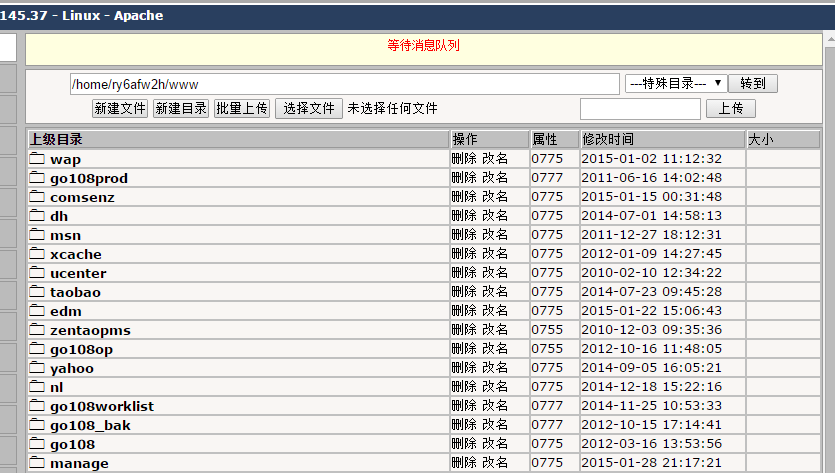 145.37 - Linux - Apache
等待消息队列
/home/ry6afw2h/www ---特殊目录--- 转到
新建文件 新建目录 批量上传 选择文件 未选择任何文件 上传
上级目录 操作 属性 修改时间 大小
wap 删除 改名 0775 2015-01-02 11:12:32
go108prod 删除 改名 0777 2011-06-16 14:02:48
comsenz 删除 改名 0775 2015-01-15 00:31:48
dh 删除 改名 0775 2014-07-01 14:58:13
msn 删除 改名 0775 2011-12-27 18:12:31
xcache 删除 改名 0775 2012-01-09 14:27:45
ucenter 删除 改名 0775 2010-02-10 12:34:22
taobao 删除 改名 0775 2014-07-23 09:45:28
edm 删除 改名 0775 2015-01-22 15:06:43
zentaopms 删除 改名 0755 2010-12-03 09:35:36
go108op 删除 改名 0755 2012-10-16 11:48:05
yahoo 删除 改名 0775 2014-09-05 16:05:21
nl 删除 改名 0775 2014-12-18 15:22:16
go108worklist 删除 改名 0777 2014-11-25 10:53:33
go108_bak 删除 改名 0777 2012-10-15 17:14:41
go108 删除 改名 0775 2012-03-16 13:53:56
manage 删除 改名 0775 2015-01-28 21:17:21